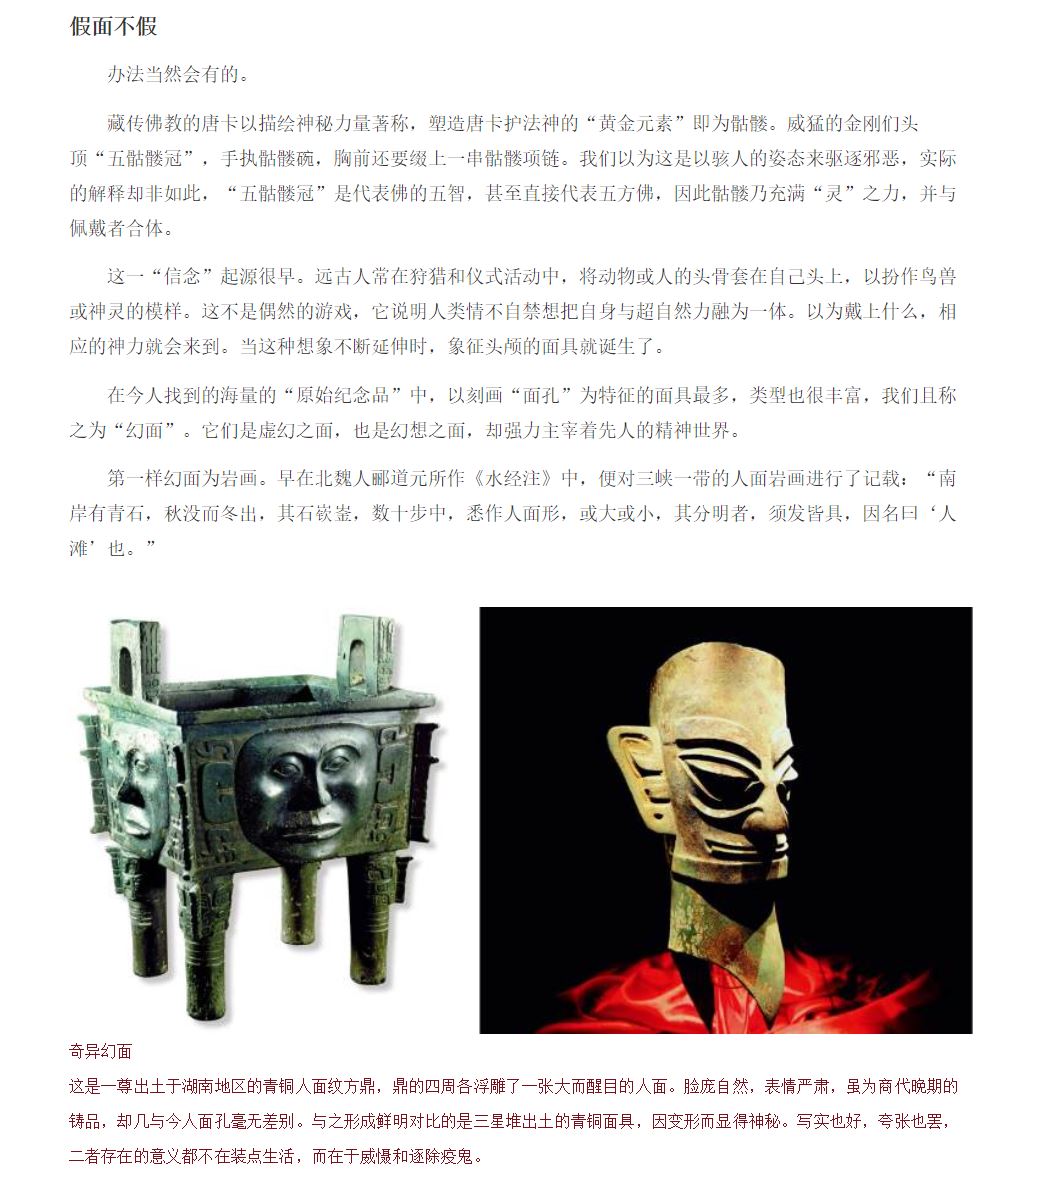 假面不假
办法当然会有的。
藏传佛教的唐卡以描绘神秘力量著称，塑造唐卡护法神的“黄金元素”即为骷髅。威猛的金刚们头
顶“五骷髅冠”，手执骷髅碗，胸前还要缀上一串骷髅项链。我们以为这是以骇人的姿态来驱逐邪恶，实际
的解释却非如此，“五骷髅冠”是代表佛的五智，甚至直接代表五方佛，因此骷髅乃充满“灵”之力，并与
佩戴者合体。
这一“信念”起源很早。远古人常在狩猎和仪式活动中，将动物或人的头骨套在自己头上，以扮作鸟兽
或神灵的模样。这不是偶然的游戏，它说明人类情不自禁想把自身与超自然力融为一体。以为戴上什么，相
应的神力就会来到。当这种想象不断延伸时，象征头颅的面具就诞生了。
在今人找到的海量的“原始纪念品”中，以刻画“面孔”为特征的面具最多，类型也很丰富，我们且称
之为“幻面”。它们是虚幻之面，也是幻想之面，却强力主宰着先人的精神世界。
第一样幻面为岩画。早在北魏人郦道元所作《水经注》中，便对三峡一带的人面岩画进行了记载：“南
岸有青石，秋没而冬出，其石嵚崟，数十步中，悉作人面形，或大或小，其分明者，须发皆具，因名曰‘人
滩’也。”
奇异幻面
这是一尊出土于湖南地区的青铜人面纹方鼎，鼎的四周各浮雕了一张大而醒目的人面。脸庞自然，表情严肃，虽为商代晚期的
铸品，却几与今人面孔毫无差别。与之形成鲜明对比的是三星堆出土的青铜面具，因变形而显得神秘。写实也好，夸张也罢，
二者存在的意义都不在装点生活，而在于威慑和逐除疫鬼。